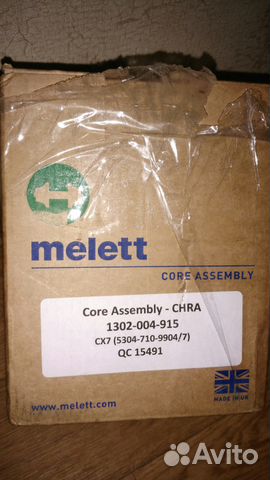 melett
CORE ASSEMBLY
Core Assembly - CHRA
1302-004-915
CX7 (5304-710-9904/7)
QC 15491
MADE IN UK
www.melett.com
Avito